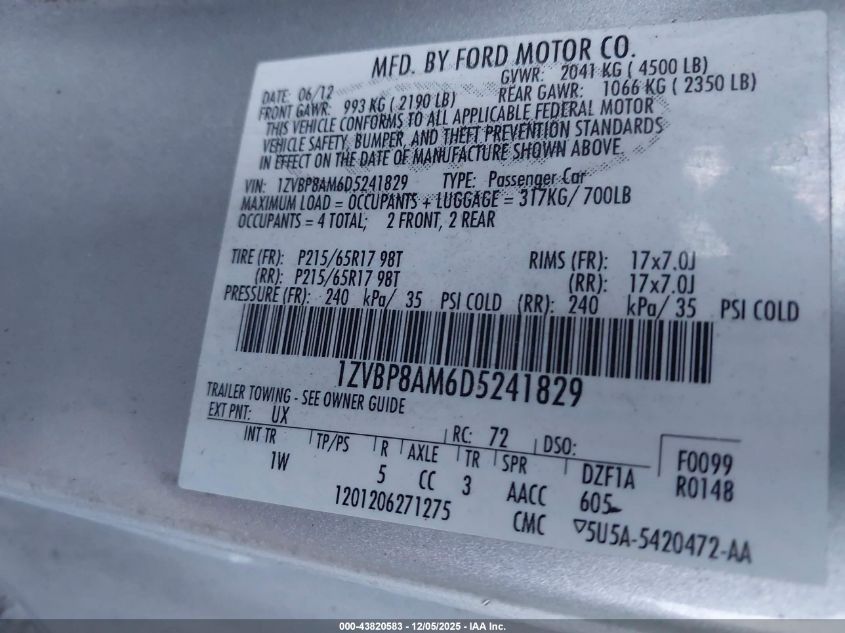 MFD. BY FORD MOTOR CO.
DATE: 06/12 GVWR: 2041 KG ( 4500 LB)
FRONT GAWR: 993 KG ( 2190 LB) REAR GAWR: 1066 KG ( 2350 LB)
THIS VEHICLE CONFORMS TO ALL APPLICABLE FEDERAL MOTOR
VEHICLE SAFETY, BUMPER, AND THEFT PREVENTION STANDARDS
IN EFFECT ON THE DATE OF MANUFACTURE SHOWN ABOVE.
VIN: 1ZVBP8AM6D5241829 TYPE: Passenger Car
MAXIMUM LOAD = OCCUPANTS + LUGGAGE = 317KG/ 700LB
OCCUPANTS = 4 TOTAL; 2 FRONT, 2 REAR
TIRE (FR): P215/65R17 98T RIMS (FR): 17x7.0J
(RR): P215/65R17 98T (RR): 17x7.0J
PRESSURE (FR): 240 kPa/ 35 PSI COLD (RR): 240 kPa/ 35 PSI COLD
1ZVBP8AM6D5241829
TRAILER TOWING - SEE OWNER GUIDE
EXT PNT: UX RC: 72 DSO: F0099
INT TR TP/PS R AXLE TR SPR DZF1A R0148
1W 5 CC 3 AACC 605
1201206271275 CMC 5U5A-5420472-AA
000-43820583 - 12/05/2025 - IAA Inc.